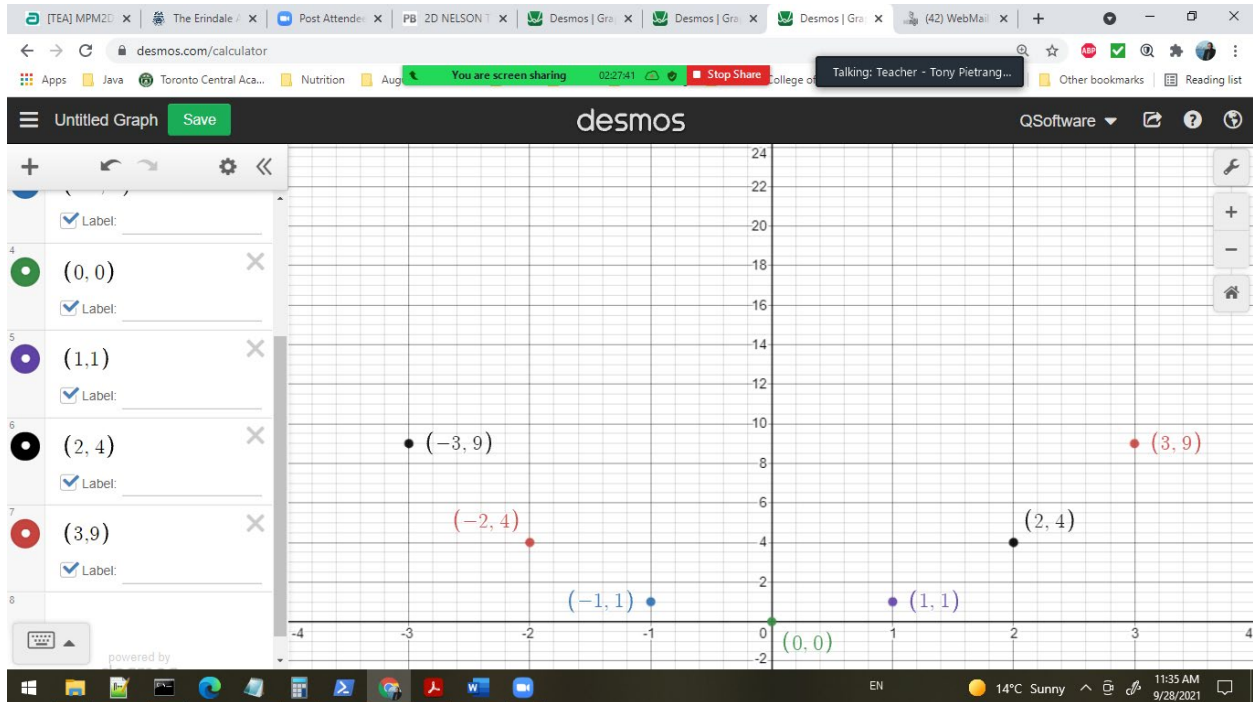 [TEA] MPM2D
The Erindale
Post Attende
PB 2D NELSON T
Desmos | Gra
Desmos | Gra
Desmos | Gra
(42) WebMail
desmos.com/calculator
ABP
Apps
Java
Toronto Central Aca...
Nutrition
Aug
You are screen sharing 02:27:41 Stop Share
College of
Talking: Teacher - Tony Pietrang...
Other bookmarks
Reading list
Untitled Graph
Save
desmos
QSoftware
Label:
4
(0, 0)
Label:
5
(1,1)
Label:
6
(2, 4)
Label:
7
(3,9)
Label:
8
powered by
24
22
20
18
16
14
12
10
8
6
4
2
0
-2
-4 -3 -2 -1 1 2 3 4
(−3, 9)
(3, 9)
(−2, 4)
(2, 4)
(−1, 1)
(1, 1)
(0, 0)
EN
14°C Sunny
11:35 AM
9/28/2021